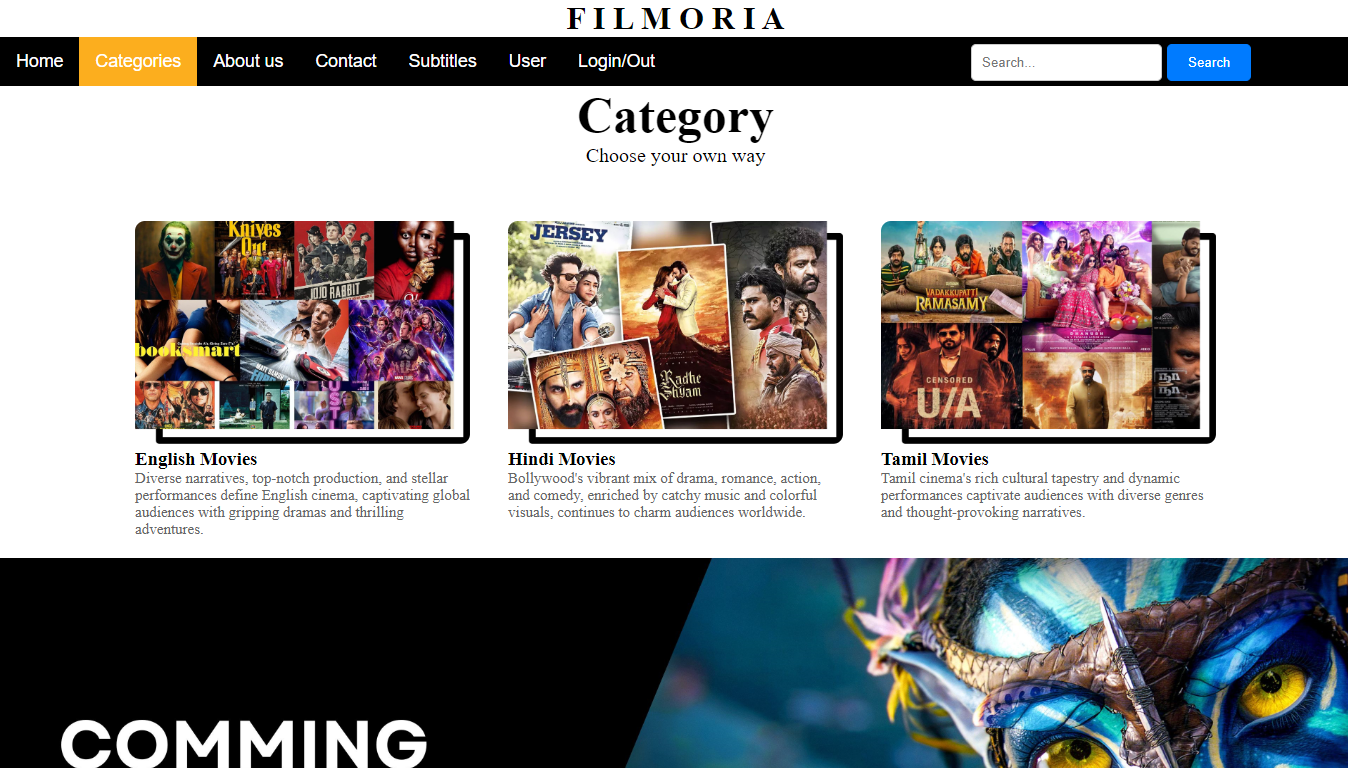 FILMORIA
Home Categories About us Contact Subtitles User Login/Out Search... Search
Category
Choose your own way
Knives
Out
JOJO RABBIT
booksmart
JERSEY
Radhe
Shyam
VADAKKUPATTI
RAMASAMY
CENSORED
U/A
English Movies
Diverse narratives, top-notch production, and stellar
performances define English cinema, captivating global
audiences with gripping dramas and thrilling
adventures.
Hindi Movies
Bollywood's vibrant mix of drama, romance, action,
and comedy, enriched by catchy music and colorful
visuals, continues to charm audiences worldwide.
Tamil Movies
Tamil cinema's rich cultural tapestry and dynamic
performances captivate audiences with diverse genres
and thought-provoking narratives.
COMMING